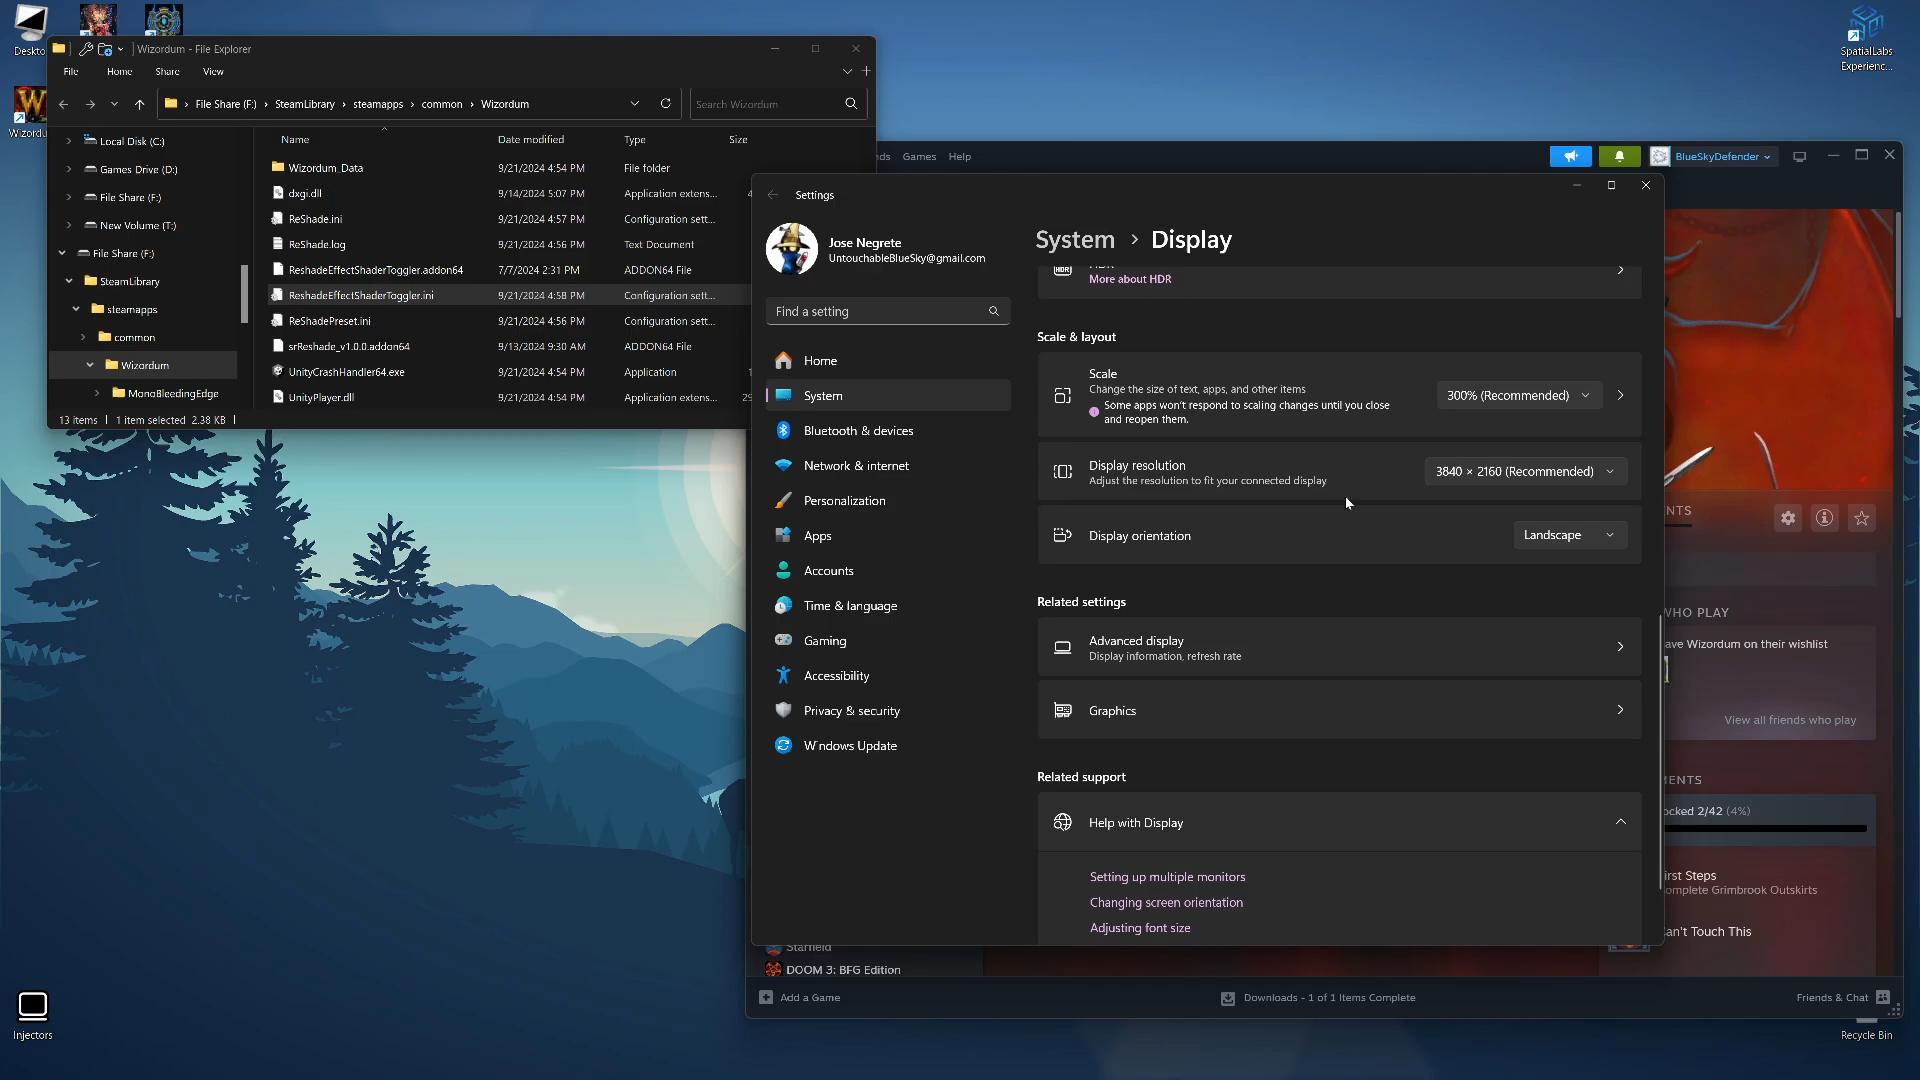 Deskto
Wizordu
Wizordum - File Explorer
File
Home
Share
View
File Share (F:) › SteamLibrary › steamapps › common › Wizordum
Search Wizordum
Local Disk (C:)
Games Drive (D:)
File Share (F:)
New Volume (T:)
File Share (F:)
SteamLibrary
steamapps
common
Wizordum
MonoBleedingEdge
Name Date modified Type Size
Wizordum_Data 9/21/2024 4:54 PM File folder
dxgi.dll 9/14/2024 5:07 PM Application extens... 4
ReShade.ini 9/21/2024 4:57 PM Configuration sett...
ReShade.log 9/21/2024 4:56 PM Text Document
ReshadeEffectShaderToggler.addon64 7/7/2024 2:31 PM ADDON64 File
ReshadeEffectShaderToggler.ini 9/21/2024 4:58 PM Configuration sett...
ReShadePreset.ini 9/21/2024 4:56 PM Configuration sett...
srReshade_v1.0.0.addon64 9/13/2024 9:30 AM ADDON64 File
UnityCrashHandler64.exe 9/21/2024 4:54 PM Application 1
UnityPlayer.dll 9/21/2024 4:54 PM Application extens... 29
13 items
1 item selected 2.38 KB
nds
Games
Help
BlueSkyDefender
Settings
Jose Negrete
UntouchableBlueSky@gmail.com
Find a setting
Home
System
Bluetooth & devices
Network & internet
Personalization
Apps
Accounts
Time & language
Gaming
Accessibility
Privacy & security
Windows Update
System › Display
HDR
HDR
More about HDR
Scale & layout
Scale
Change the size of text, apps, and other items
Some apps won't respond to scaling changes until you close
and reopen them.
300% (Recommended)
Display resolution
Adjust the resolution to fit your connected display
3840 × 2160 (Recommended)
Display orientation
Landscape
Related settings
Advanced display
Display information, refresh rate
Graphics
Related support
Help with Display
Setting up multiple monitors
Changing screen orientation
Adjusting font size
NTS
WHO PLAY
ave Wizordum on their wishlist
View all friends who play
MENTS
ocked 2/42 (4%)
irst Steps
omplete Grimbrook Outskirts
an't Touch This
Starfield
DOOM 3: BFG Edition
Add a Game
Downloads - 1 of 1 Items Complete
Friends & Chat
SpatialLabs
Experienc...
Injectors
Recycle Bin